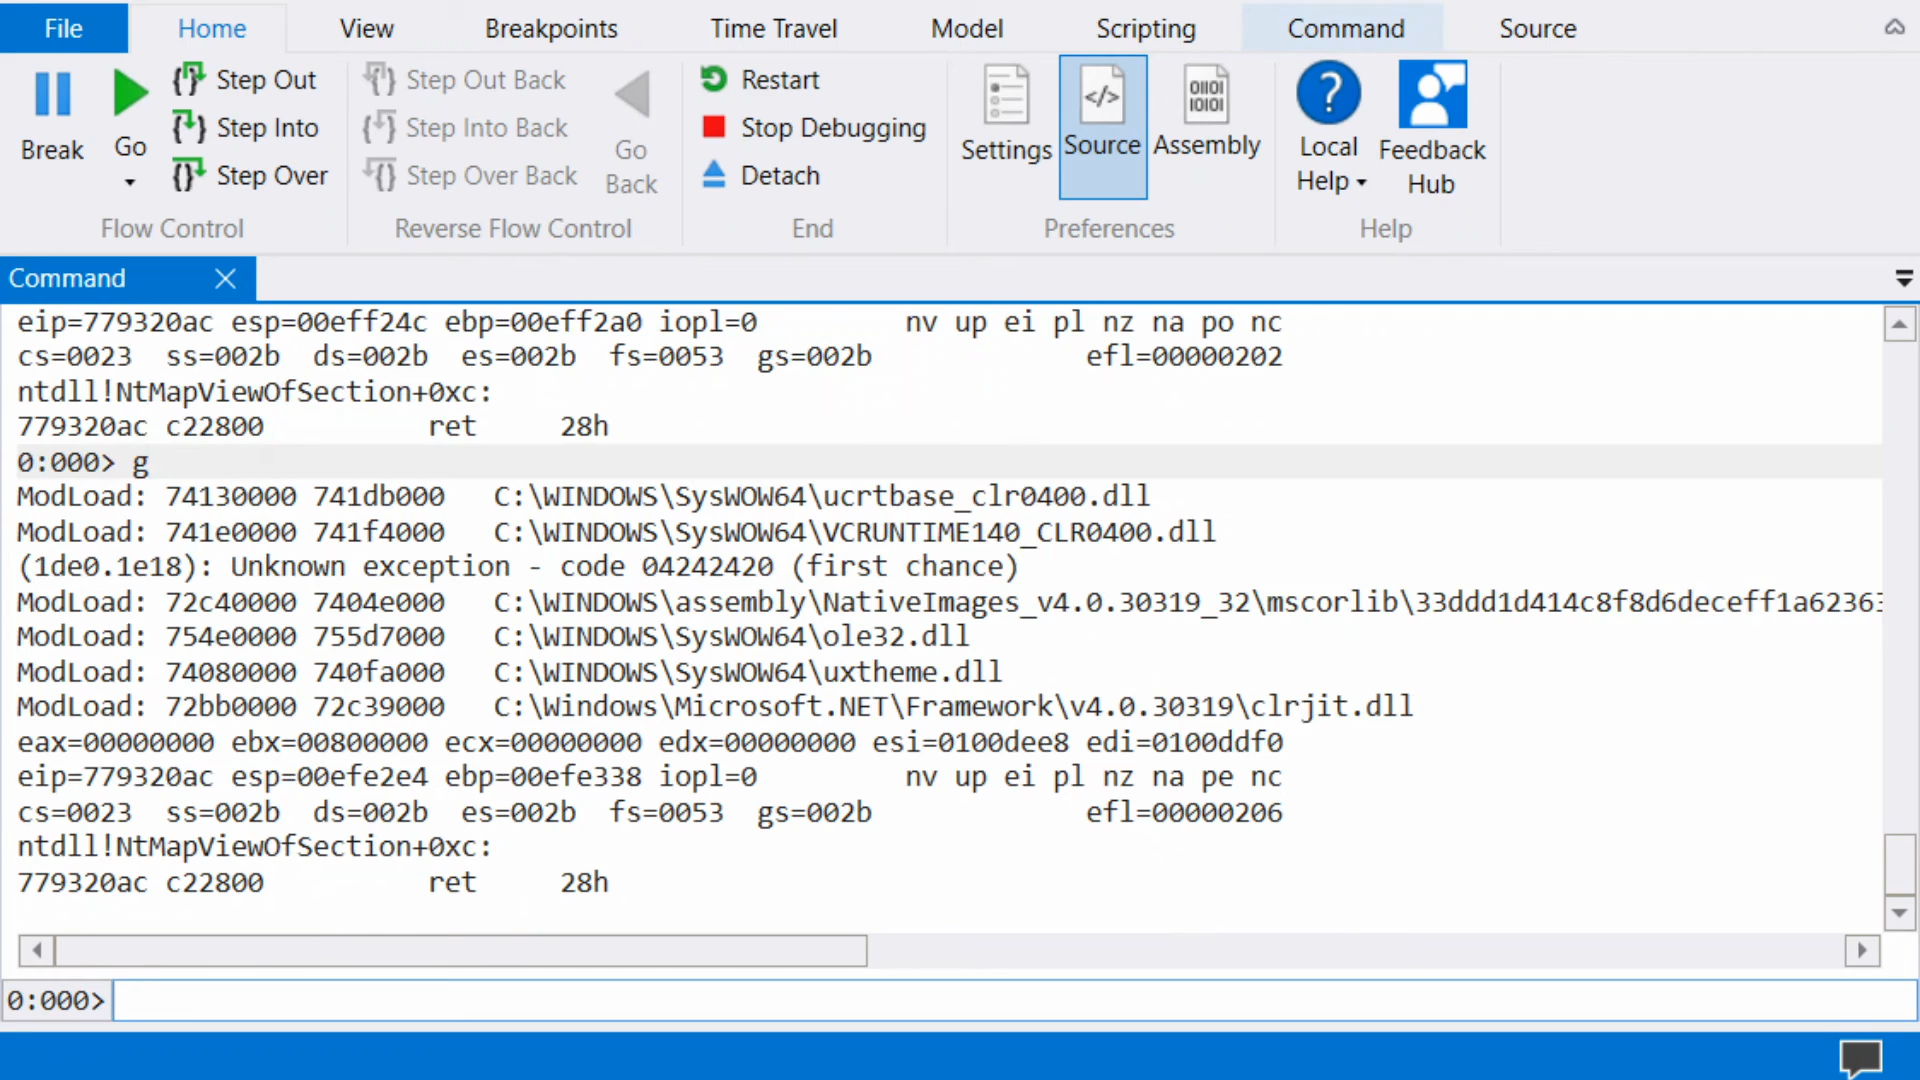 File Home View Breakpoints Time Travel Model Scripting Command Source
Break
Go
Step Out
Step Into
Step Over
Flow Control
Step Out Back
Step Into Back
Step Over Back
Go Back
Reverse Flow Control
Restart
Stop Debugging
Detach
End
Settings
Source
Assembly
Preferences
Local Help
Feedback Hub
Help
Command
eip=779320ac esp=00eff24c ebp=00eff2a0 iopl=0         nv up ei pl nz na po nc
cs=0023  ss=002b  ds=002b  es=002b  fs=0053  gs=002b             efl=00000202
ntdll!NtMapViewOfSection+0xc:
779320ac c22800          ret     28h
0:000> g
ModLoad: 74130000 741db000   C:\WINDOWS\SysWOW64\ucrtbase_clr0400.dll
ModLoad: 741e0000 741f4000   C:\WINDOWS\SysWOW64\VCRUNTIME140_CLR0400.dll
(1de0.1e18): Unknown exception - code 04242420 (first chance)
ModLoad: 72c40000 7404e000   C:\WINDOWS\assembly\NativeImages_v4.0.30319_32\mscorlib\33ddd1d414c8f8d6deceff1a6236
ModLoad: 754e0000 755d7000   C:\WINDOWS\SysWOW64\ole32.dll
ModLoad: 74080000 740fa000   C:\WINDOWS\SysWOW64\uxtheme.dll
ModLoad: 72bb0000 72c39000   C:\Windows\Microsoft.NET\Framework\v4.0.30319\clrjit.dll
eax=00000000 ebx=00800000 ecx=00000000 edx=00000000 esi=0100dee8 edi=0100ddf0
eip=779320ac esp=00efe2e4 ebp=00efe338 iopl=0         nv up ei pl nz na pe nc
cs=0023  ss=002b  ds=002b  es=002b  fs=0053  gs=002b             efl=00000206
ntdll!NtMapViewOfSection+0xc:
779320ac c22800          ret     28h
0:000>